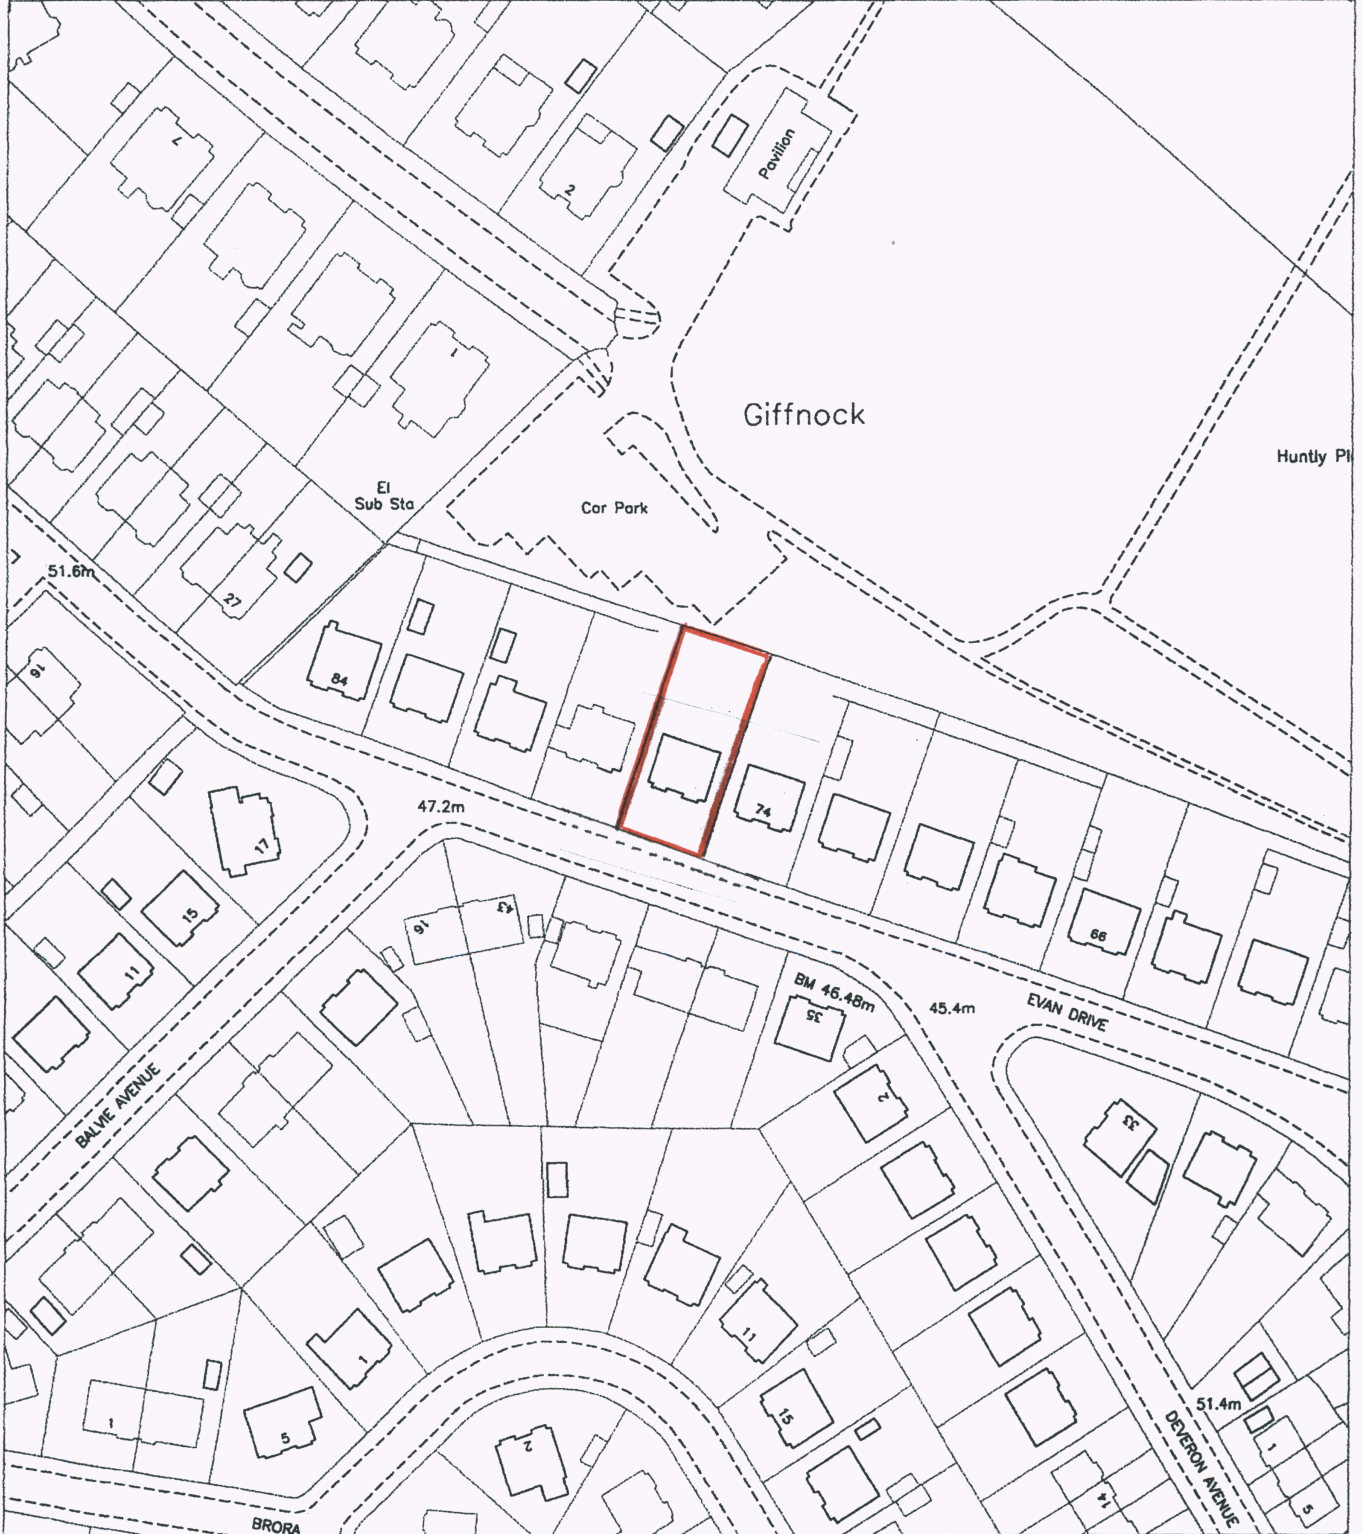 7
2
Pavilion
1
Giffnock
Huntly Pl
El
Sub Sta
Car Park
51.6m
27
16
84
47.2m
74
17
15
11
66
16
43
BM 46.48m
35
45.4m
EVAN DRIVE
BALVIE AVENUE
2
33
11
1
15
1
5
2
51.4m
DEVERON AVENUE
1
5
14
BRORA